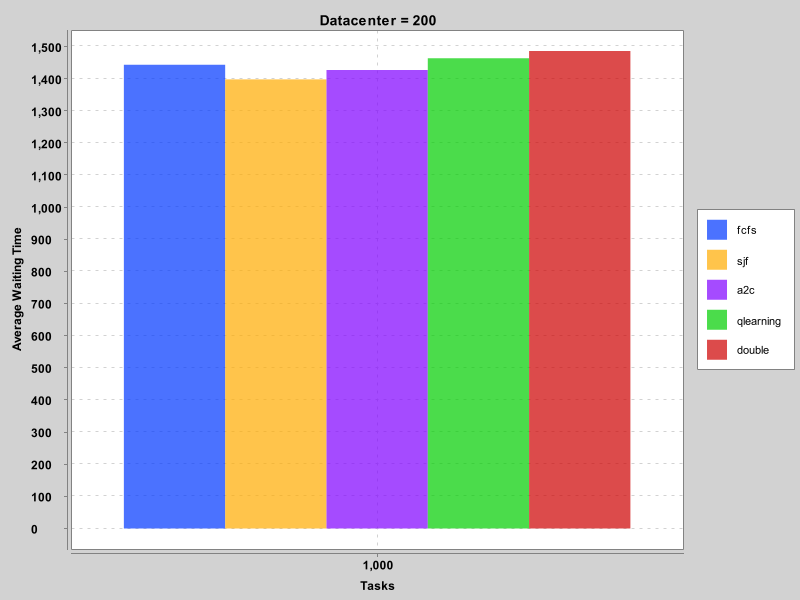 Datacenter = 200
Average Waiting Time
1,500
1,400
1,300
1,200
1,100
1,000
900
800
700
600
500
400
300
200
100
0
1,000
Tasks
fcfs
sjf
a2c
qlearning
double